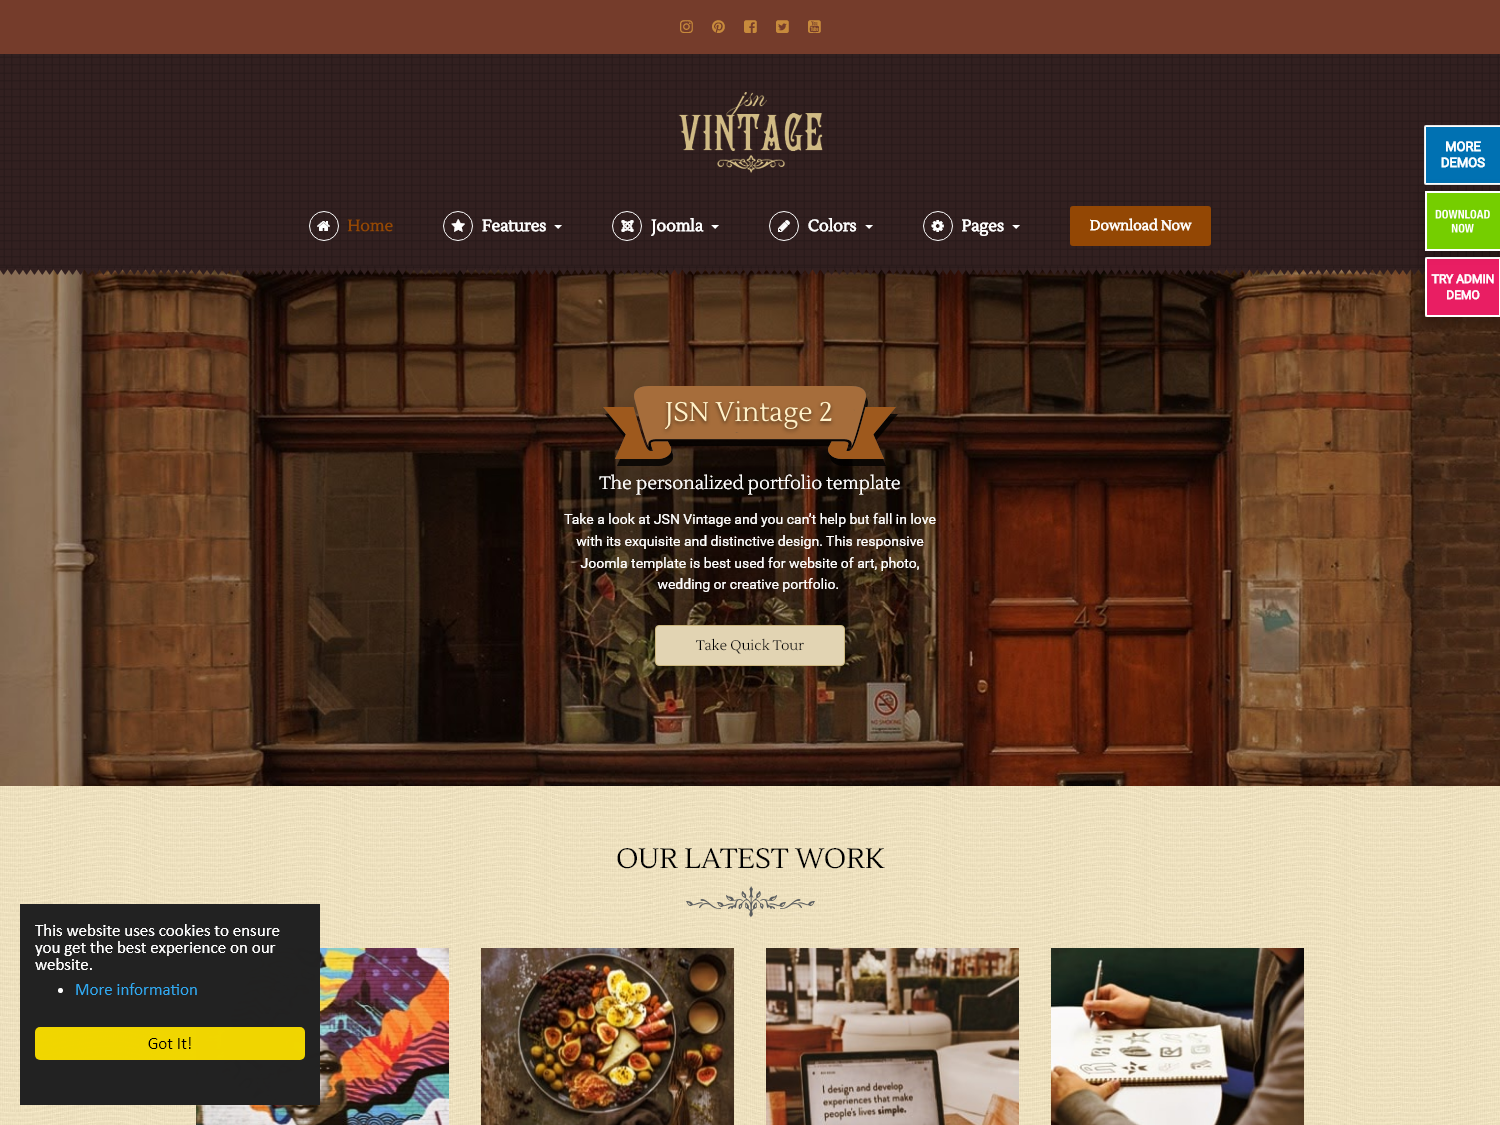 jsn
VINTAGE
Home
Features
Joomla
Colors
Pages
Download Now
MORE
DEMOS
DOWNLOAD
NOW
TRY ADMIN
DEMO
JSN Vintage 2
The personalized portfolio template
Take a look at JSN Vintage and you can't help but fall in love
with its exquisite and distinctive design. This responsive
Joomla template is best used for website of art, photo,
wedding or creative portfolio.
43
Take Quick Tour
NO SMOKING
OUR LATEST WORK
This website uses cookies to ensure
you get the best experience on our
website.
More information
Got It!
I design and develop
experiences that make
people's lives simple.